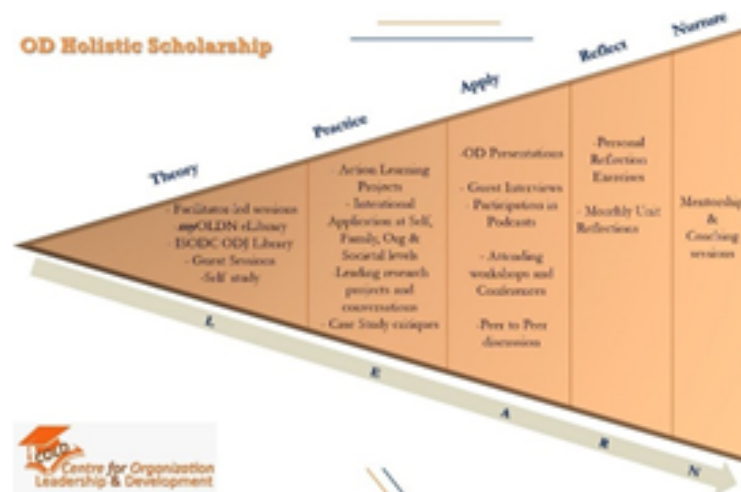 OD Holistic Scholarship
Theory
Practice
Apply
Reflect
Nurture
- Facilitator-led sessions
myOLDN eLibrary
- ISODC ODJ Library
- Guest Sessions
-Self study
- Action Learning
Projects
- Intentional
Application at Self,
Family, Org &
Societal levels
-Leading research
projects and
conversations
- Case Study critiques
-OD Presentations
- Guest Interviews
- Participation in
Podcasts
- Attending
workshops and
Conferences
-Peer to Peer
discussion
-Personal
Reflection
Exercises
- Monthly Unit
Reflections
Mentorship
&
Coaching
sessions
L
E
A
R
N
Centre for Organization
Leadership & Development